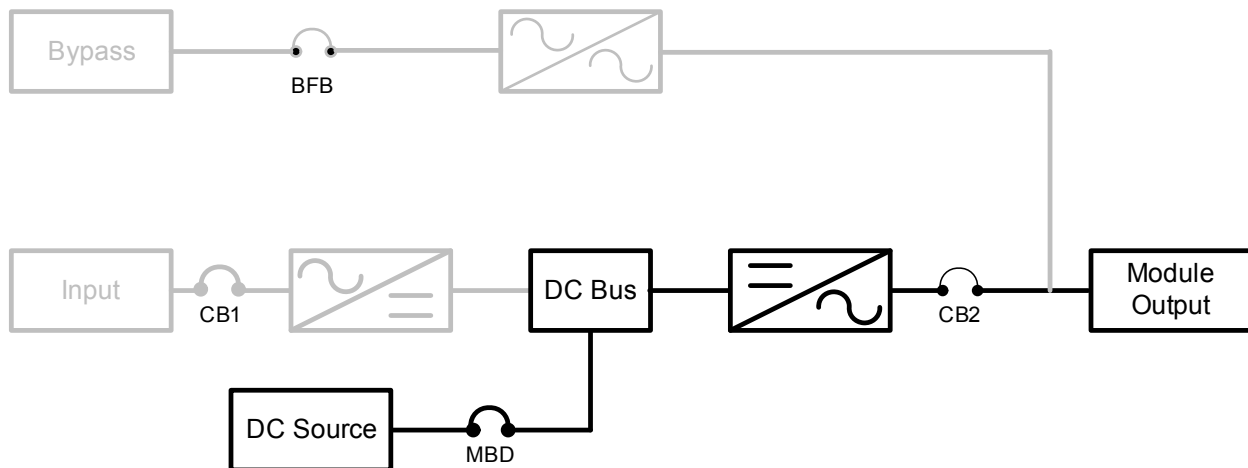 Bypass
BFB
Input
CB1
DC Bus
CB2
Module
Output
DC Source
MBD